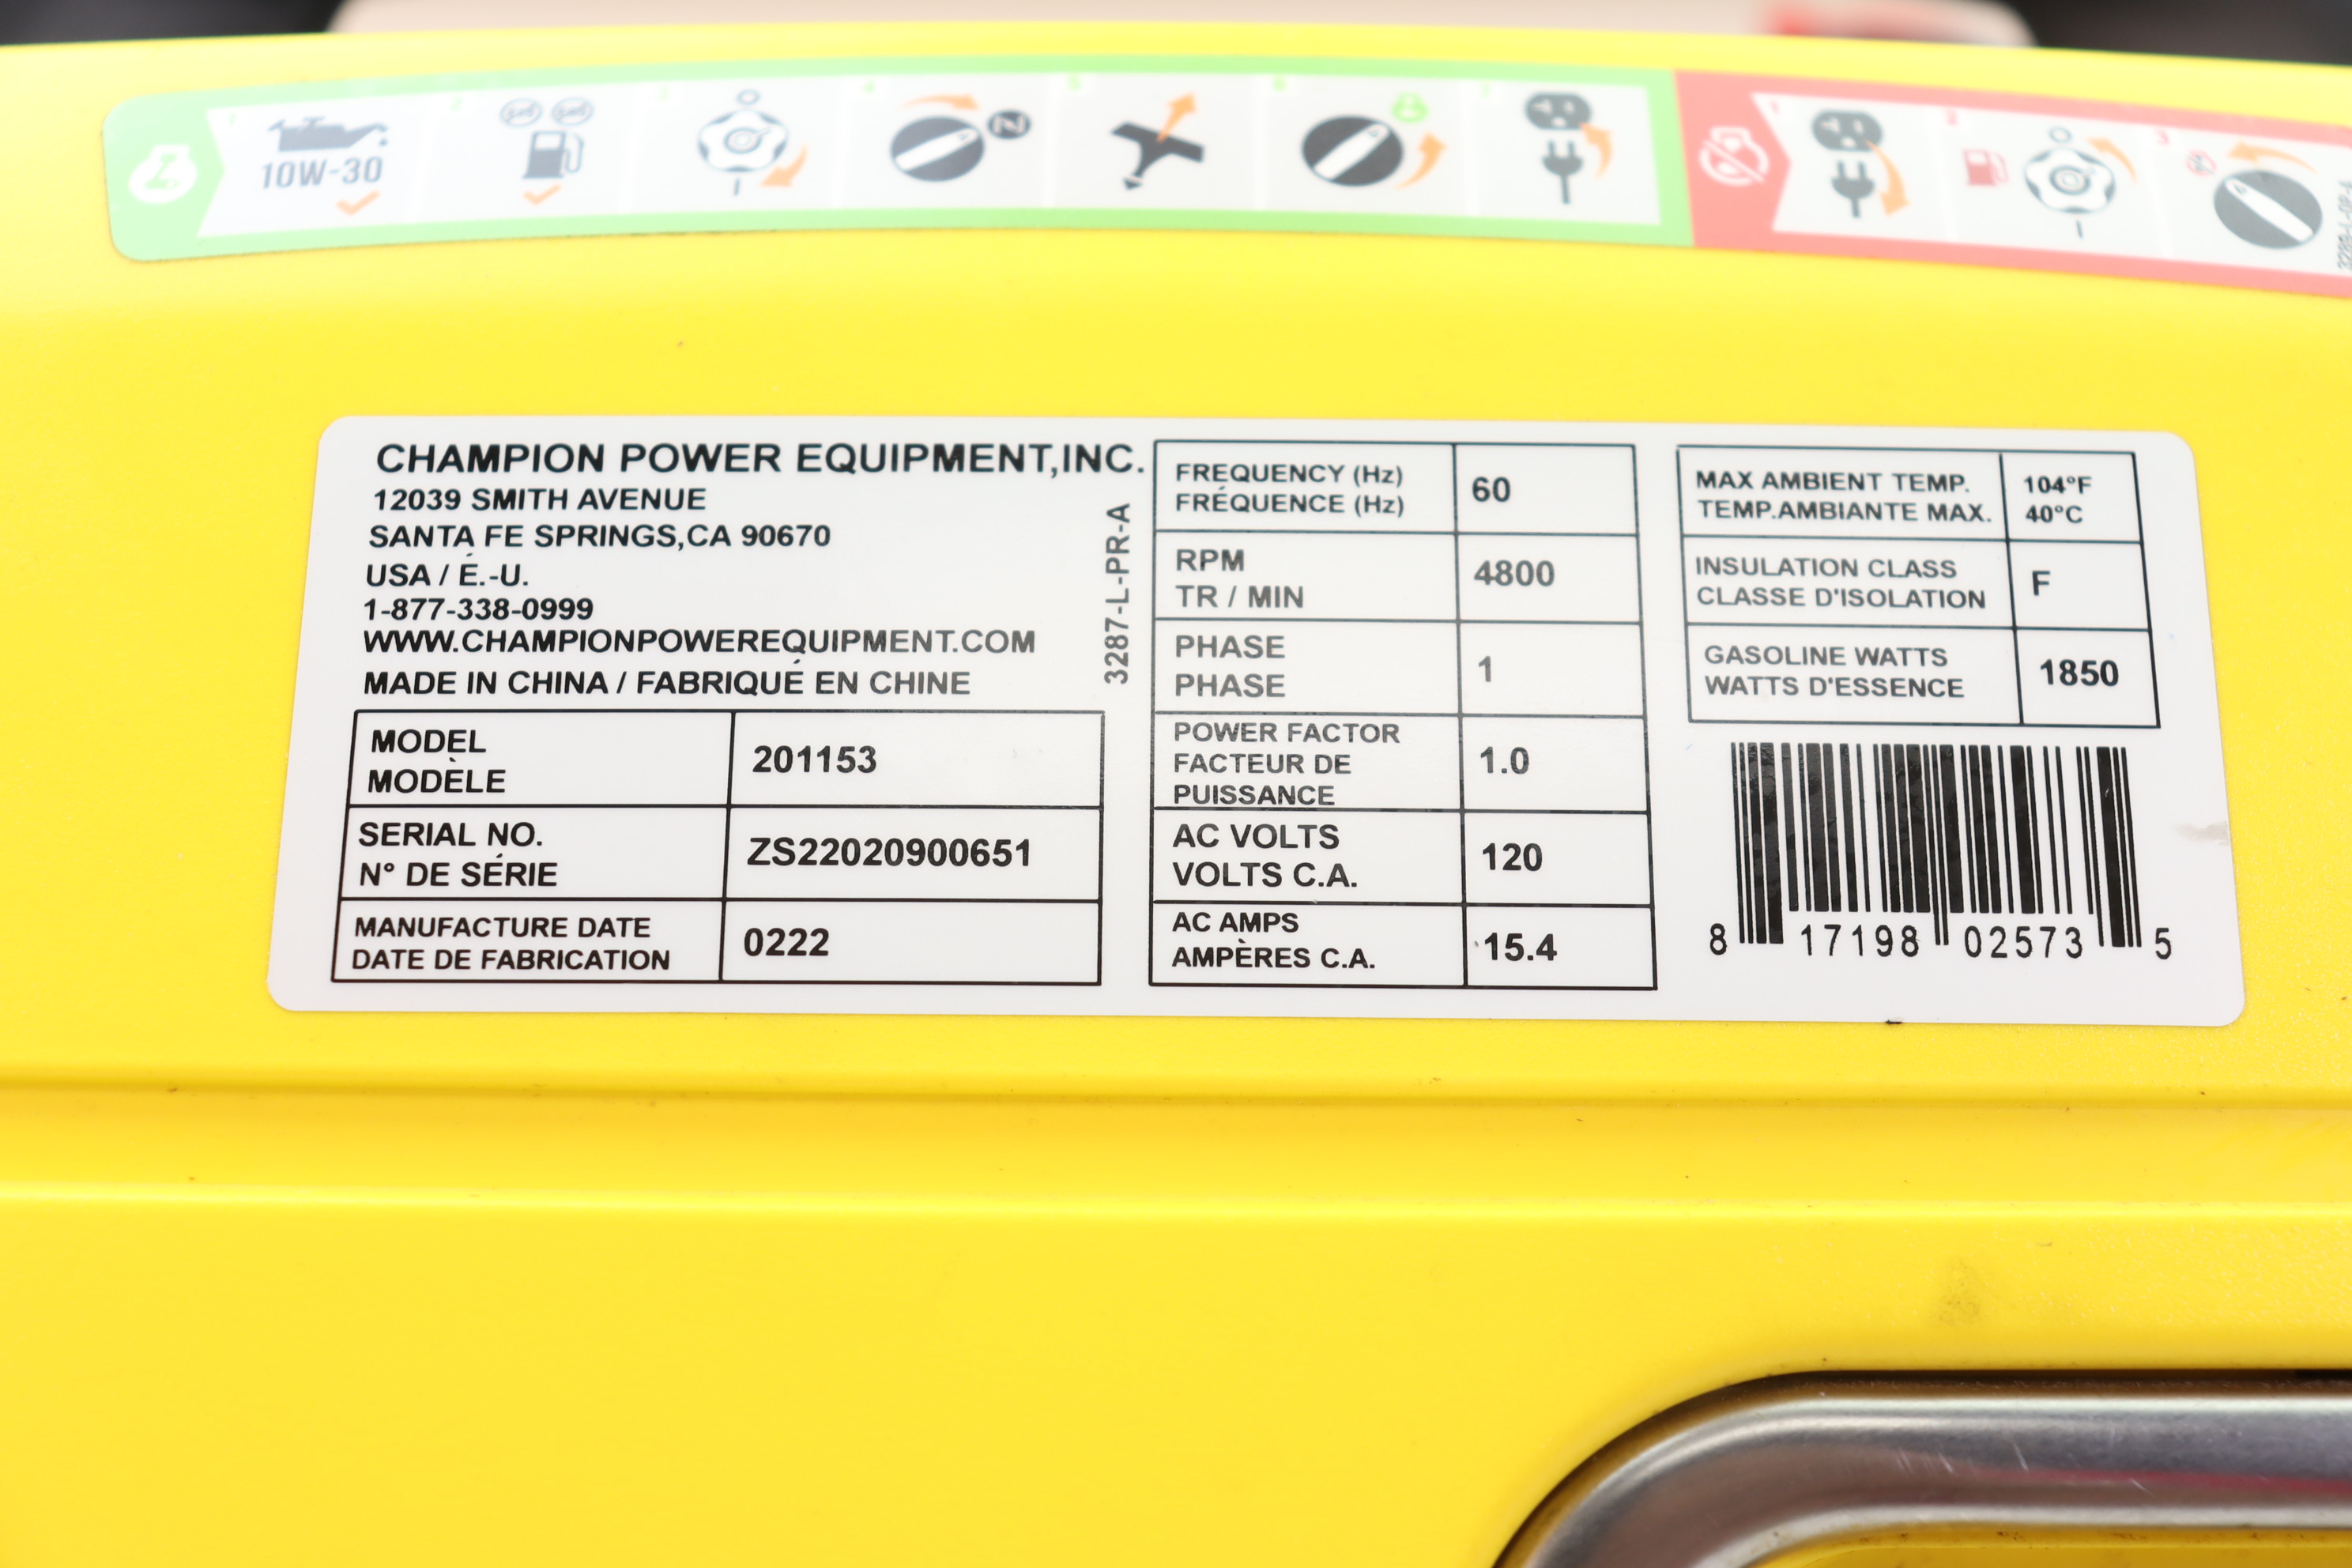 10W-30
CHAMPION POWER EQUIPMENT,INC.
12039 SMITH AVENUE
SANTA FE SPRINGS,CA 90670
USA / É.-U.
1-877-338-0999
WWW.CHAMPIONPOWEREQUIPMENT.COM
MADE IN CHINA / FABRIQUÉ EN CHINE
3287-L-PR-A
MODEL
MODÈLE
201153
SERIAL NO.
N° DE SÉRIE
ZS22020900651
MANUFACTURE DATE
DATE DE FABRICATION
0222
FREQUENCY (Hz)
FRÉQUENCE (Hz)
60
RPM
TR / MIN
4800
PHASE
PHASE
1
POWER FACTOR
FACTEUR DE
PUISSANCE
1.0
AC VOLTS
VOLTS C.A.
120
AC AMPS
AMPÈRES C.A.
15.4
MAX AMBIENT TEMP.
TEMP.AMBIANTE MAX.
104°F
40°C
INSULATION CLASS
CLASSE D'ISOLATION
F
GASOLINE WATTS
WATTS D'ESSENCE
1850
8 17198 02573 5